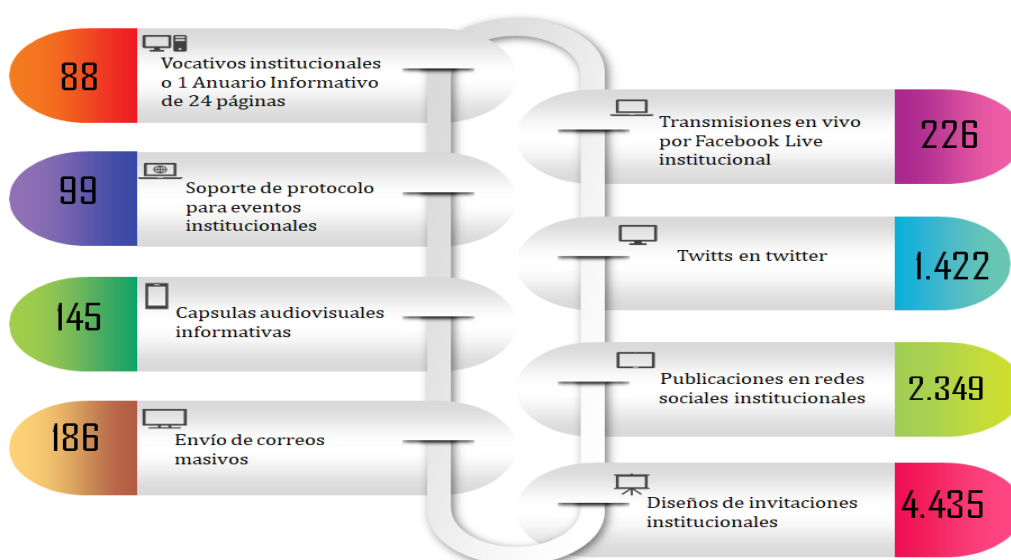 88
Vocativos institucionales
o 1 Anuario Informativo
de 24 páginas
99
Soporte de protocolo
para eventos
institucionales
145
Capsulas audiovisuales
informativas
186
Envío de correos
masivos
Transmisiones en vivo
por Facebook Live
institucional
226
Twitts en twitter
1.422
Publicaciones en redes
sociales institucionales
2.349
Diseños de invitaciones
institucionales
4.435